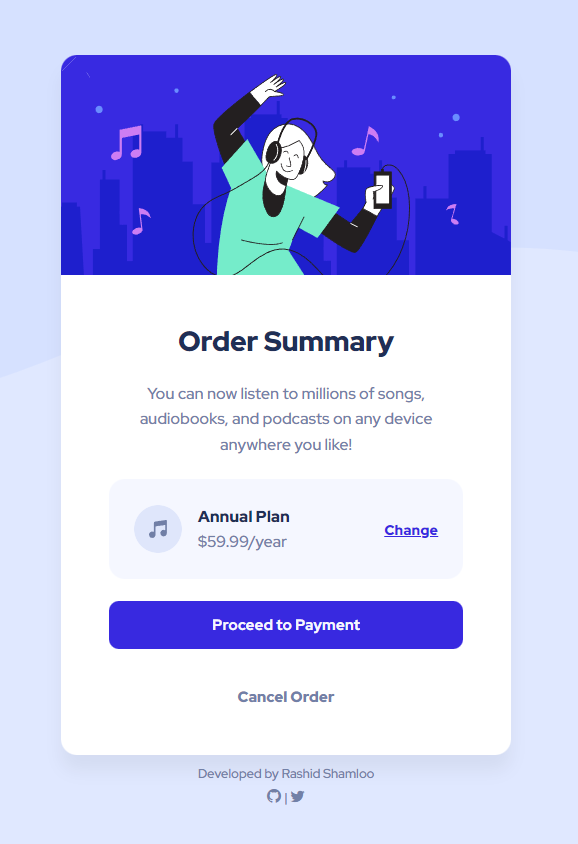 Order Summary
You can now listen to millions of songs,
audiobooks, and podcasts on any device
anywhere you like!
Annual Plan
$59.99/year
Change
Proceed to Payment
Cancel Order
Developed by Rashid Shamloo
|